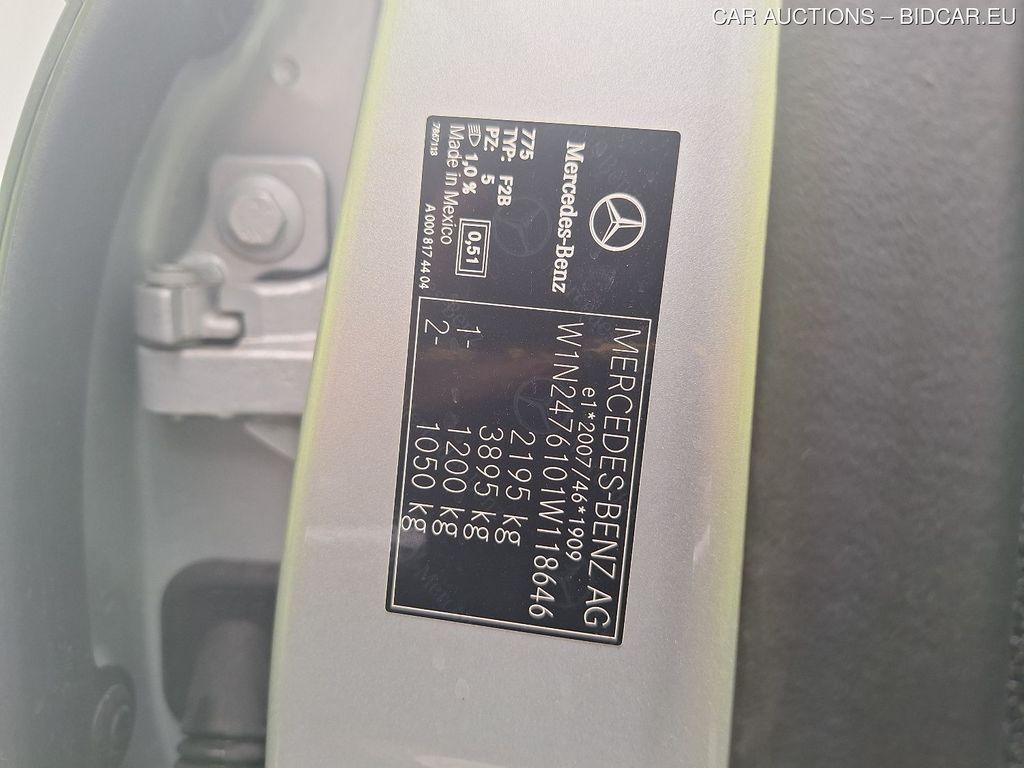 CAR AUCTIONS – BIDCAR.EU
Mercedes-Benz
775
TYP: F2B
PZ: 5
1,0 %
0,51
Made in Mexico
A 000 817 44 04
MERCEDES-BENZ AG
e1*2007/46*1909
W1N2476101W118646
2195 kg
3895 kg
1- 1200 kg
2- 1050 kg